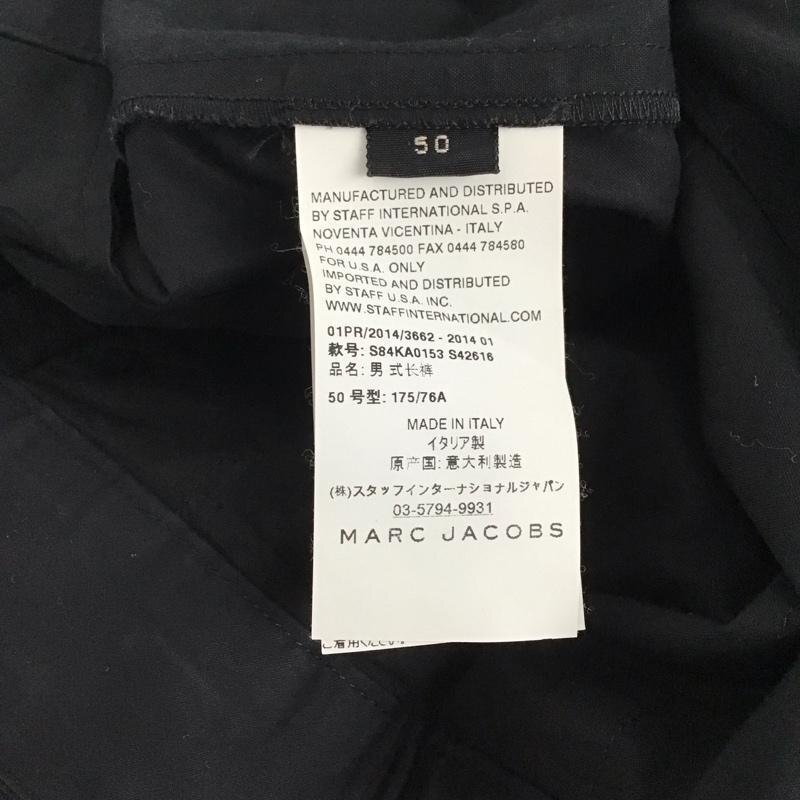 50
MANUFACTURED AND DISTRIBUTED
BY STAFF INTERNATIONAL S.P.A.
NOVENTA VICENTINA - ITALY
PH 0444 784500 FAX 0444 784580
FOR U.S.A. ONLY
IMPORTED AND DISTRIBUTED
BY STAFF U.S.A. INC.
WWW.STAFFINTERNATIONAL.COM
01PR/2014/3662 - 2014 01
款号: S84KA0153 S42616
品名: 男 式长裤
50 号型: 175/76A
MADE IN ITALY
イタリア製
原产国: 意大利製造
(株)スタッフインターナショナルジャパン
03-5794-9931
MARC JACOBS